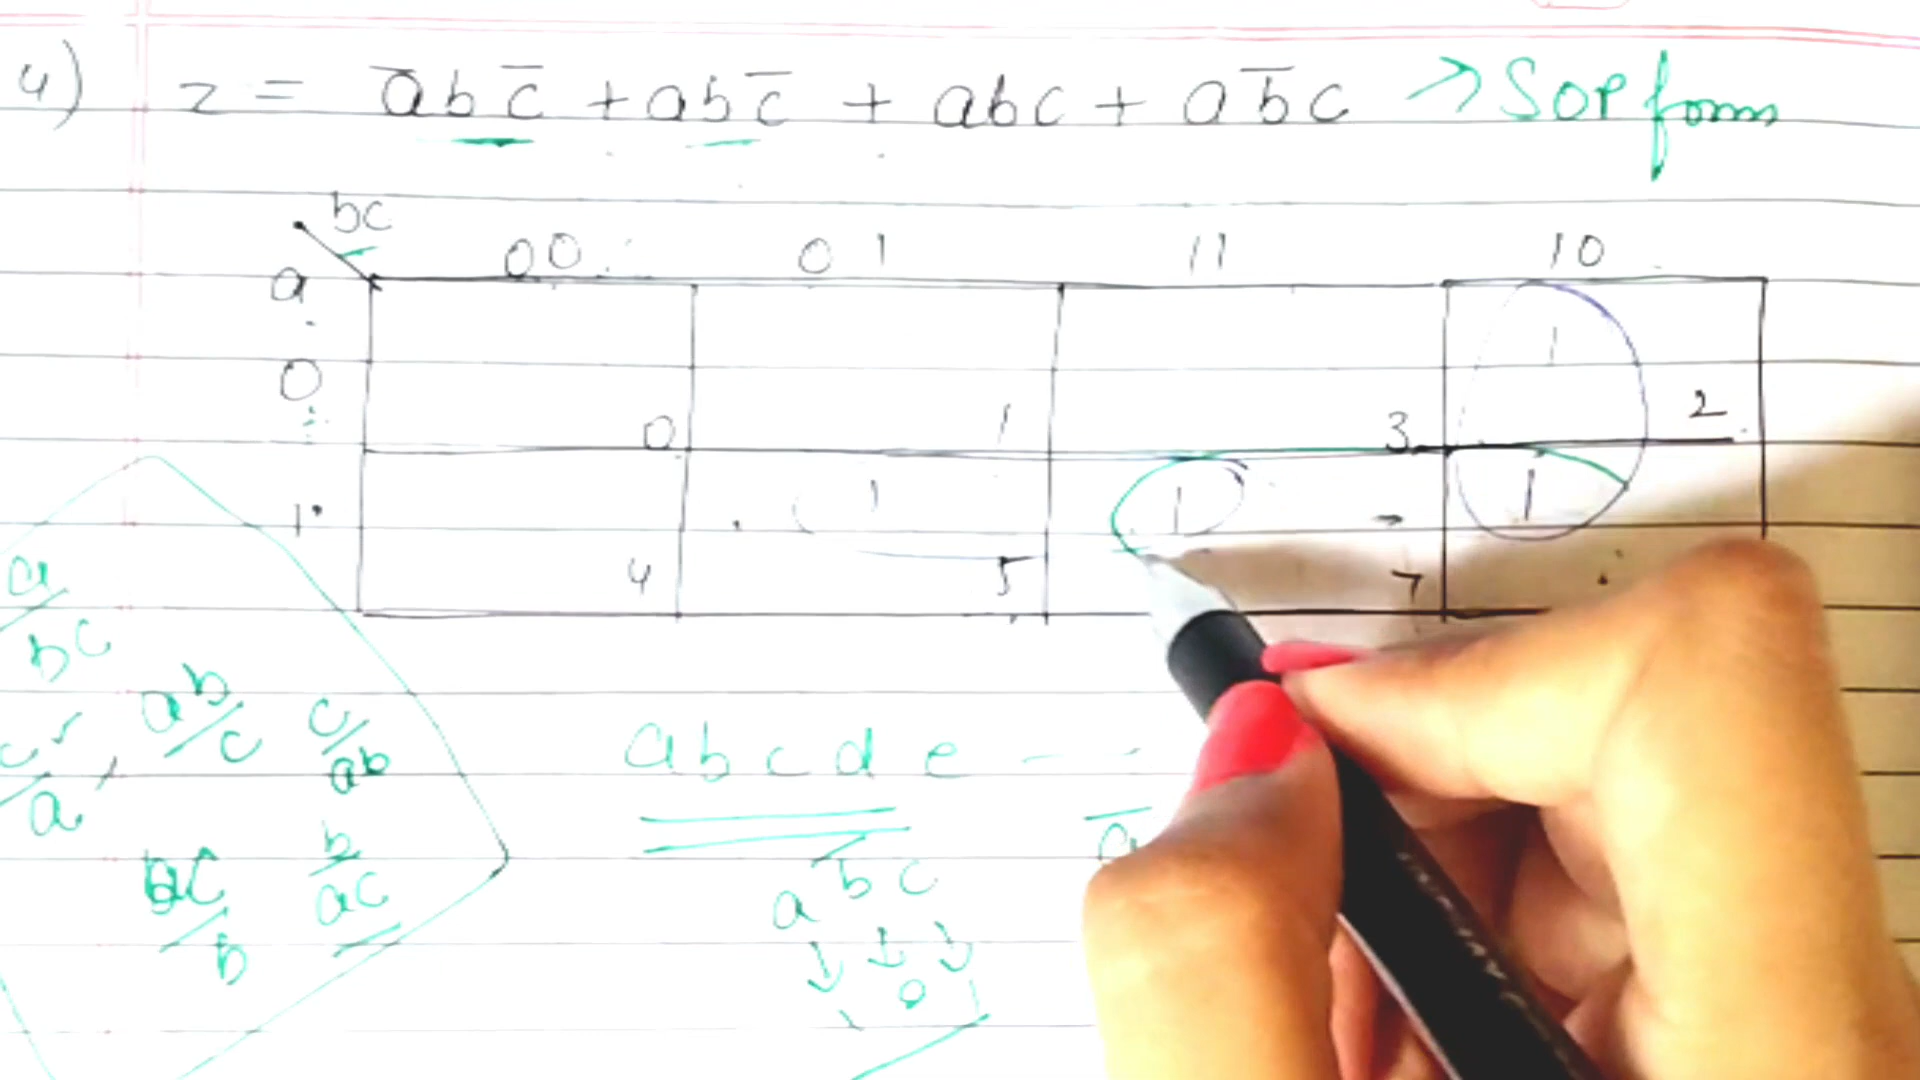 4) z = a̅bc̅ + abc̅ + abc + ab̅c → SOP form
bc
a 00 01 11 10
0 1
0 1 3 2
1 1 1 1
4 5 7
a/bc
ab/c c/ab
c/a,
ac/b b/ac
abcde — —
a̅
ab̅c
↓ ↓ ↓
0